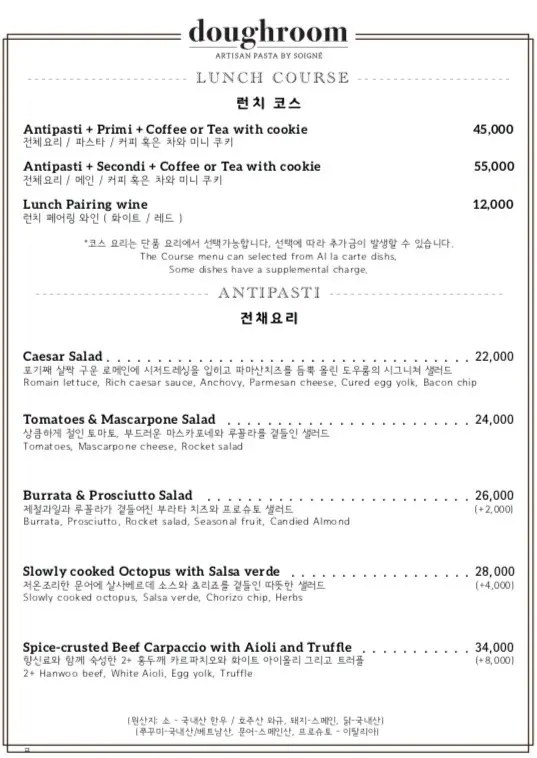 doughroom
ARTISAN PASTA BY SOIGNÉ
LUNCH COURSE
런치 코스
Antipasti + Primi + Coffee or Tea with cookie 45,000
전체요리 / 파스타 / 커피 혹은 차와 미니 쿠키
Antipasti + Secondi + Coffee or Tea with cookie 55,000
전체요리 / 메인 / 커피 혹은 차와 미니 쿠키
Lunch Pairing wine 12,000
런치 페어링 와인 ( 화이트 / 레드 )
*코스 요리는 단품 요리에서 선택가능합니다, 선택에 따라 추가금이 발생할 수 있습니다.
The Course menu can selected from Al la carte dishs,
Some dishes have a supplemental charge,
ANTIPASTI
전채요리
Caesar Salad 22,000
포기째 살짝 구운 로메인에 시저드레싱을 입히고 파마산치즈를 듬뿍 올린 도우룸의 시그니쳐 샐러드
Romain lettuce, Rich caesar sauce, Anchovy, Parmesan cheese, Cured egg yolk, Bacon chip
Tomatoes & Mascarpone Salad 24,000
상큼하게 절인 토마토, 부드러운 마스카포네와 루꼴라를 곁들인 샐러드
Tomatoes, Mascarpone cheese, Rocket salad
Burrata & Prosciutto Salad 26,000
제철과일과 루꼴라가 곁들여진 부라타 치즈와 프로슈토 샐러드 (+2,000)
Burrata, Prosciutto, Rocket salad, Seasonal fruit, Candied Almond
Slowly cooked Octopus with Salsa verde 28,000
저온조리한 문어에 살사베르데 소스와 쵸리죠를 곁들인 따뜻한 샐러드 (+4,000)
Slowly cooked octopus, Salsa verde, Chorizo chip, Herbs
Spice-crusted Beef Carpaccio with Aioli and Truffle 34,000
향신료와 함께 숙성한 2+ 홍두깨 카르파치오와 화이트 아이올리 그리고 트러플 (+8,000)
2+ Hanwoo beef, White Aioli, Egg yolk, Truffle
(원산지: 소 - 국내산 한우 / 호주산 와규, 돼지-스페인, 닭-국내산)
(쭈꾸미-국내산/베트남산, 문어-스페인산, 프로슈토 - 이탈리아)